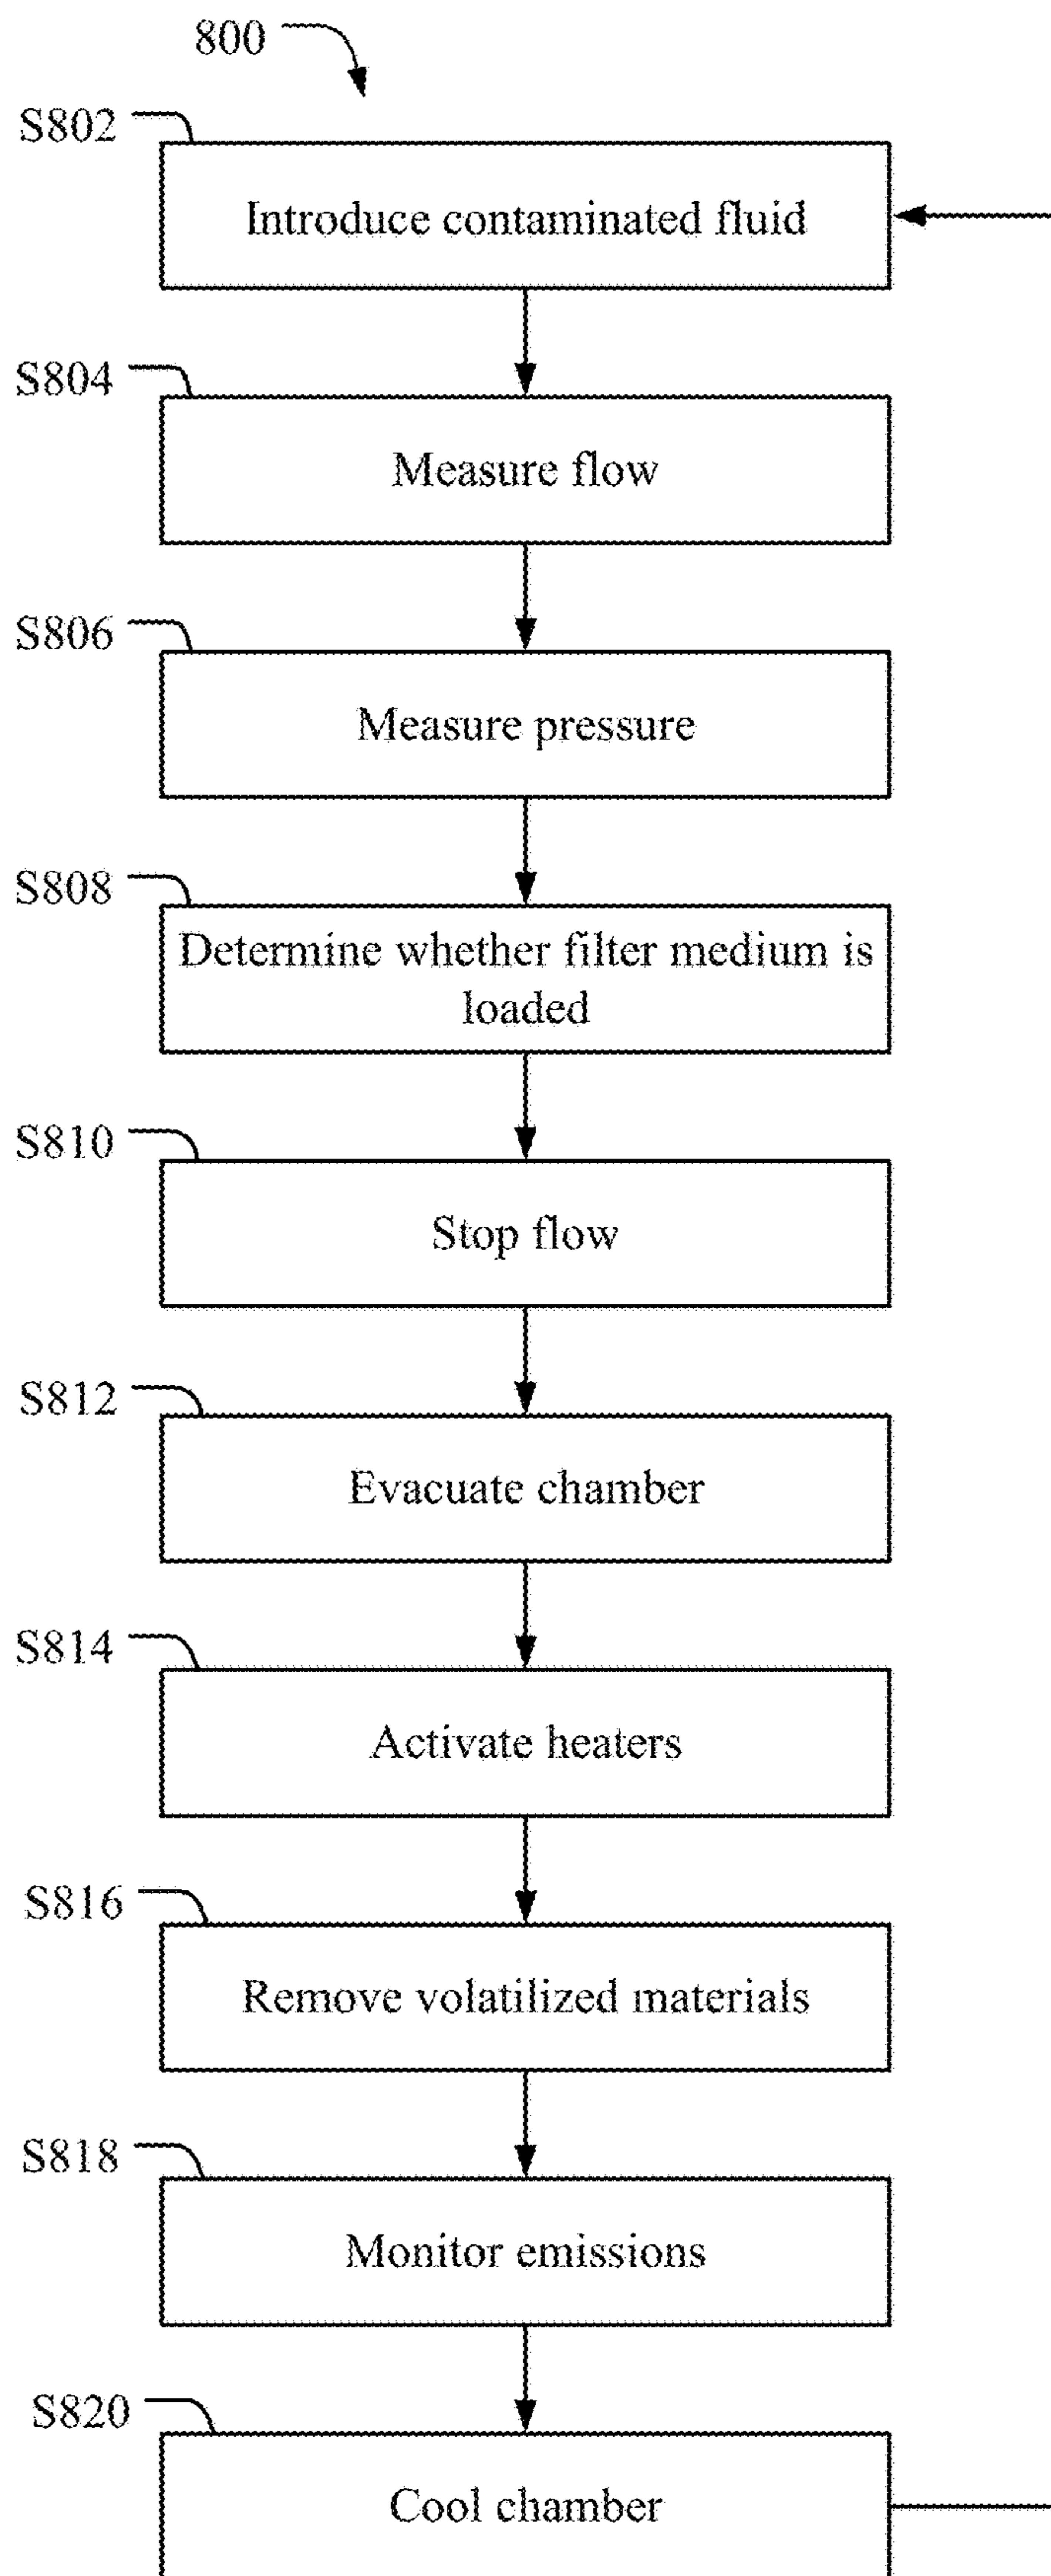 800
S802
Introduce contaminated fluid
S804
Measure flow
S806
Measure pressure
S808
Determine whether filter medium is
loaded
S810
Stop flow
S812
Evacuate chamber
S814
Activate heaters
S816
Remove volatilized materials
S818
Monitor emissions
S820
Cool chamber